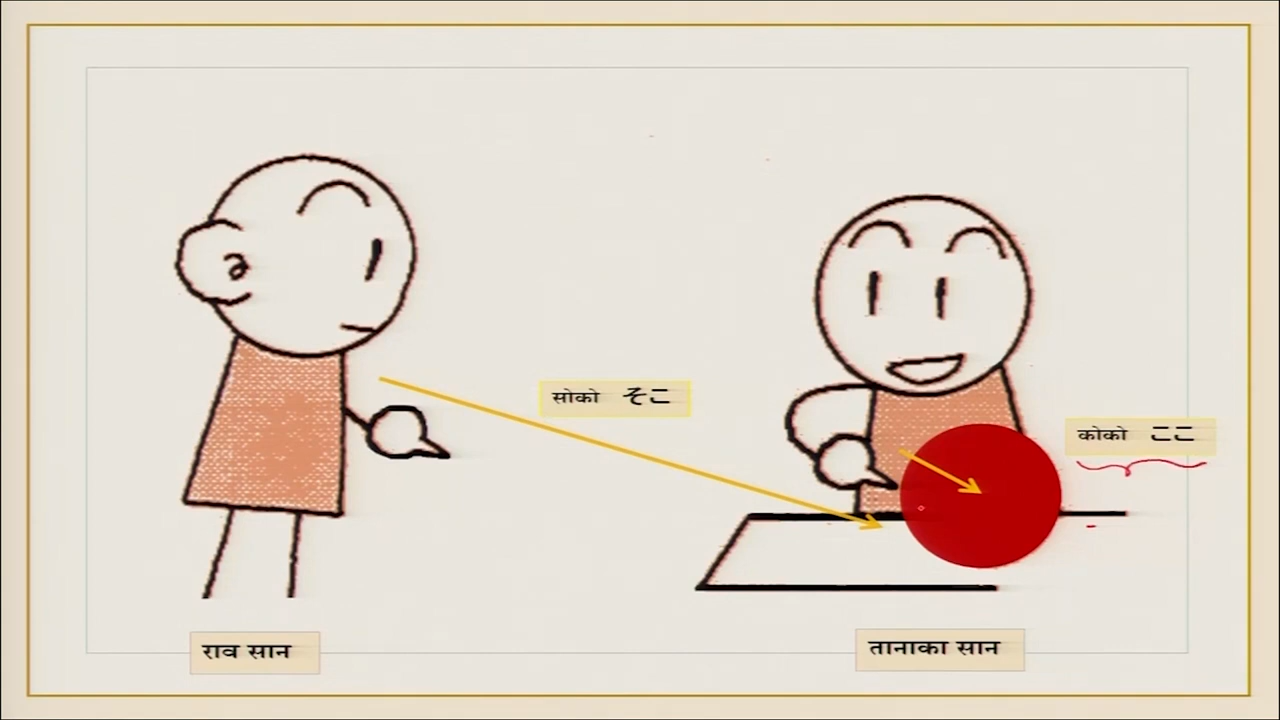 सोको そこ
कोको ここ
राव सान
तानाका सान